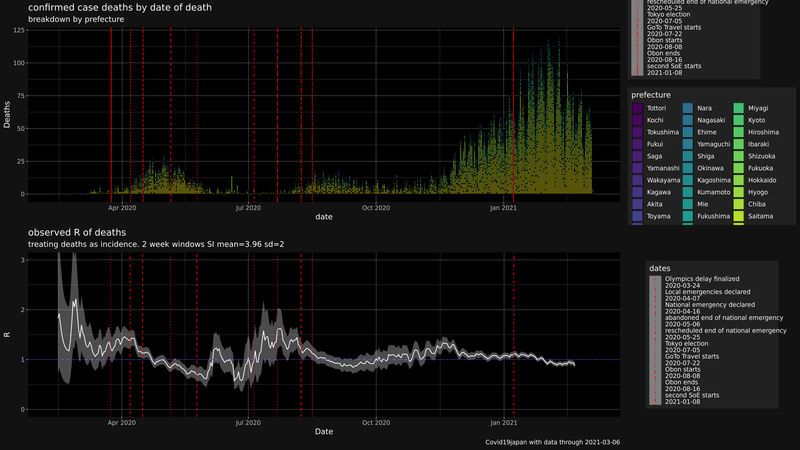 confirmed case deaths by date of death
breakdown by prefecture
125
100
75
50
25
0
Deaths
Apr 2020
Jul 2020
Oct 2020
Jan 2021
date
rescheduled end of national emergency
2020-05-25
Tokyo election
2020-07-05
GoTo Travel starts
2020-07-22
Obon starts
2020-08-08
Obon ends
2020-08-16
second SoE starts
2021-01-08
prefecture
Tottori Nara Miyagi
Kochi Nagasaki Kyoto
Tokushima Ehime Hiroshima
Fukui Yamaguchi Ibaraki
Saga Shiga Shizuoka
Yamanashi Okinawa Fukuoka
Wakayama Kagoshima Hokkaido
Kagawa Kumamoto Hyogo
Akita Mie Chiba
Toyama Fukushima Saitama
observed R of deaths
treating deaths as incidence. 2 week windows SI mean=3.96 sd=2
3
2
1
0
R
Apr 2020
Jul 2020
Oct 2020
Jan 2021
Date
dates
Olympics delay finalized
2020-03-24
Local emergencies declared
2020-04-07
National emergency declared
2020-04-16
abandoned end of national emergency
2020-05-06
rescheduled end of national emergency
2020-05-25
Tokyo election
2020-07-05
GoTo Travel starts
2020-07-22
Obon starts
2020-08-08
Obon ends
2020-08-16
second SoE starts
2021-01-08
Covid19japan with data through 2021-03-06